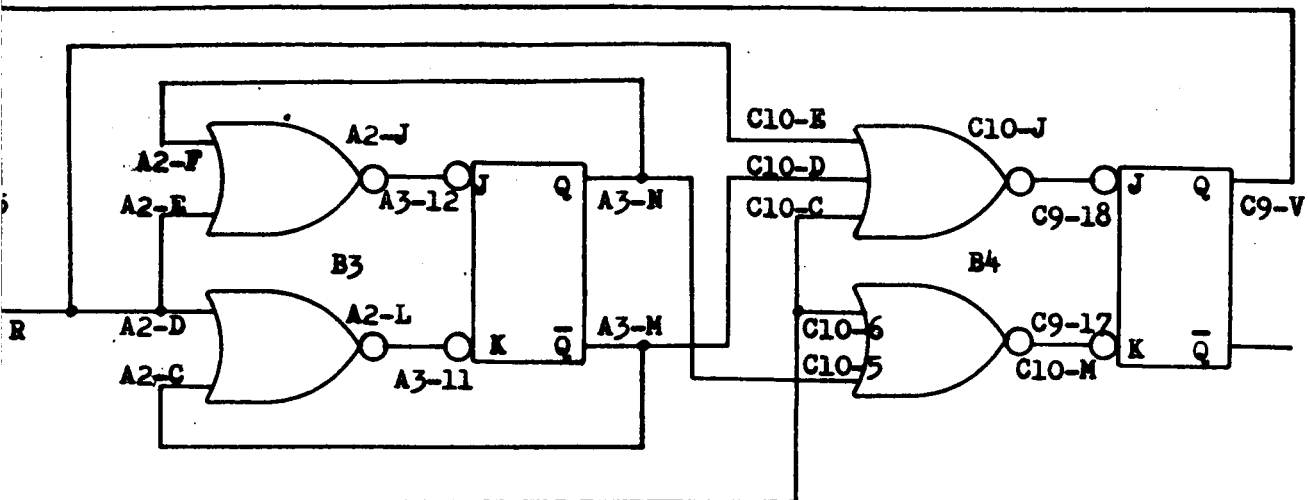 C10-E
C10-J
A2-J
A2-F
C10-D
J
Q
J
Q
A3-12
A2-E
A3-N
C10-C
C9-18
C9-V
B3
B4
R
A2-D
A2-L
A3-M
C10-6
C9-17
K
Q̅
K
Q̅
A2-C
A3-11
C10-5
C10-M